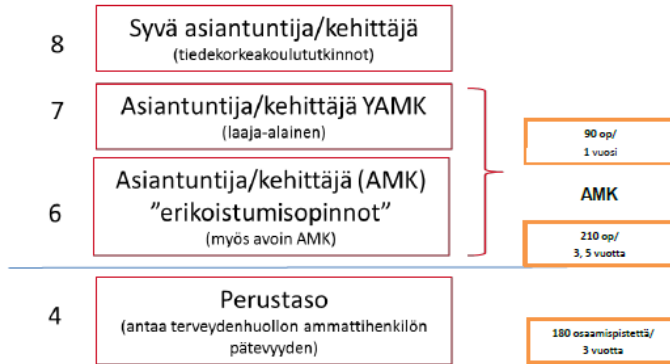 8
Syvä asiantuntija/kehittäjä
(tiedekorkeakoulututkinnot)
7
Asiantuntija/kehittäjä YAMK
(laaja-alainen)
90 op/
1 vuosi
6
Asiantuntija/kehittäjä (AMK)
"erikoistumisopinnot"
(myös avoin AMK)
AMK
210 op/
3, 5 vuotta
4
Perustaso
(antaa terveydenhuollon ammattihenkilön
pätevyyden)
180 osaamispistettä/
3 vuotta